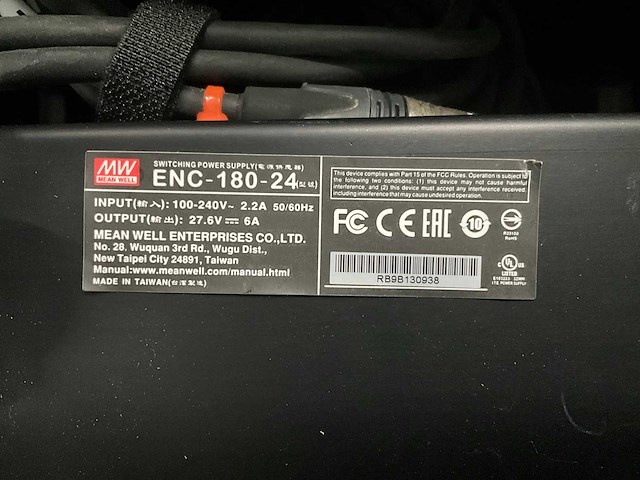 MW
MEAN WELL
SWITCHING POWER SUPPLY(電源供應器)
ENC-180-24(型號)
INPUT(輸入): 100-240V~ 2.2A 50/60Hz
OUTPUT(輸出): 27.6V⎓ 6A
MEAN WELL ENTERPRISES CO.,LTD.
No. 28, Wuquan 3rd Rd., Wugu Dist.,
New Taipei City 24891, Taiwan
Manual:www.meanwell.com/manual.html
MADE IN TAIWAN(台灣製造)
This device complies with Part 15 of the FCC Rules. Operation is subject to
the following two conditions: (1) this device may not cause harmful
interference, and (2) this device must accept any interference received,
including interference that may cause undesired operation.
FC CE EAC 10
R33100
RoHS
RB9B130938
c UL us
LISTED
I.T.E. POWER SUPPLY